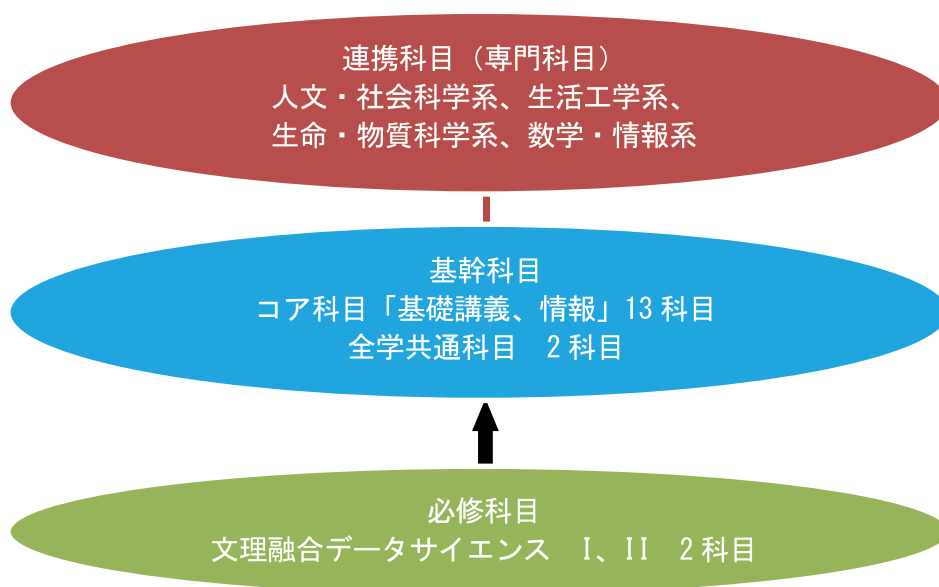 連携科目（専門科目）
人文・社会科学系、生活工学系、
生命・物質科学系、数学・情報系
基幹科目
コア科目「基礎講義、情報」13 科目
全学共通科目　2 科目
必修科目
文理融合データサイエンス　I、II　2 科目